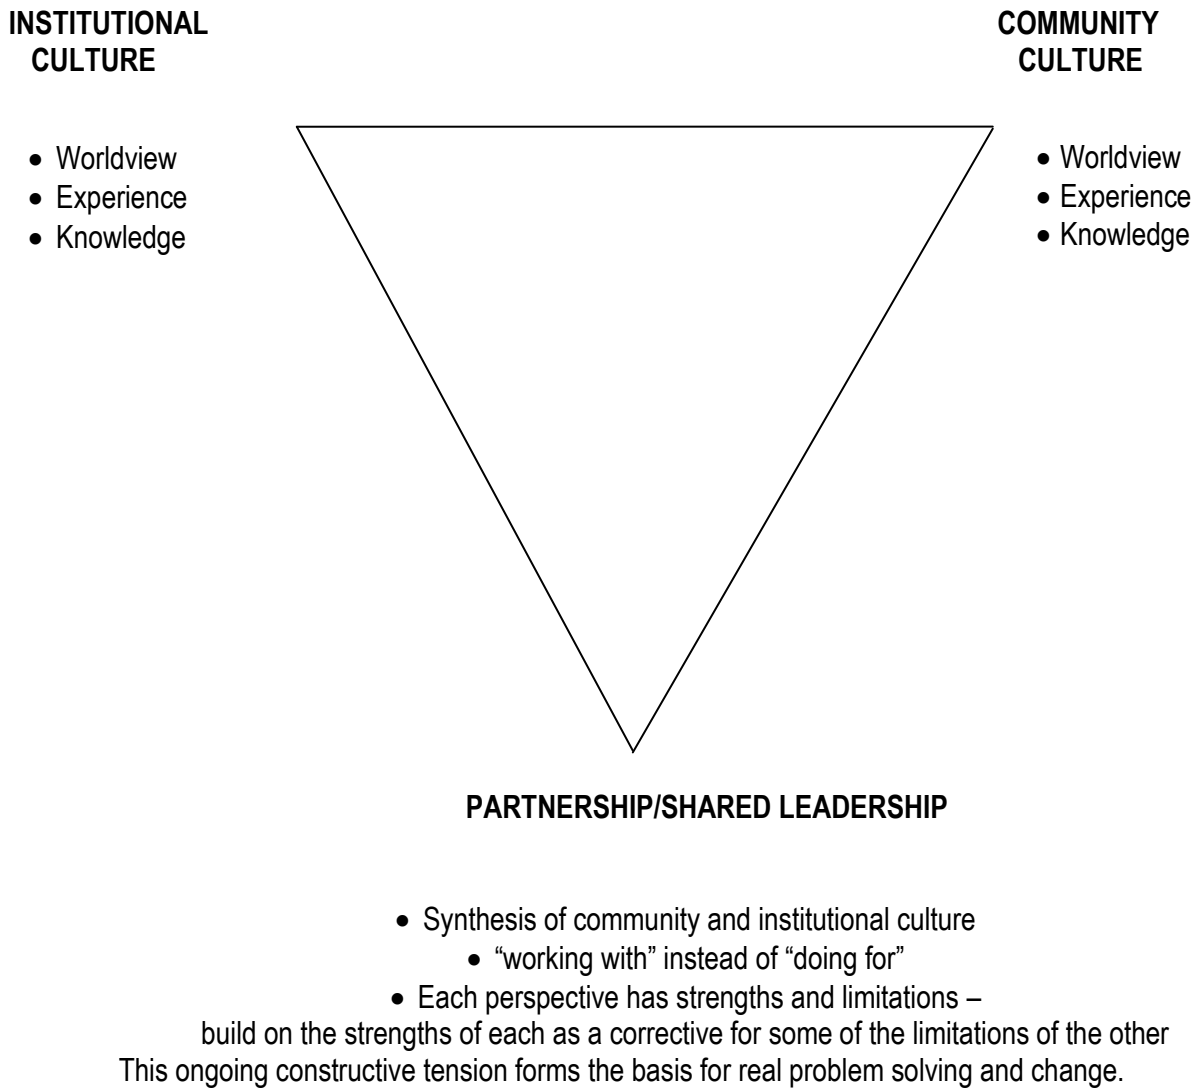 INSTITUTIONAL
CULTURE
• Worldview
• Experience
• Knowledge
COMMUNITY
CULTURE
• Worldview
• Experience
• Knowledge
PARTNERSHIP/SHARED LEADERSHIP
• Synthesis of community and institutional culture
• “working with” instead of “doing for”
• Each perspective has strengths and limitations –
build on the strengths of each as a corrective for some of the limitations of the other
This ongoing constructive tension forms the basis for real problem solving and change.